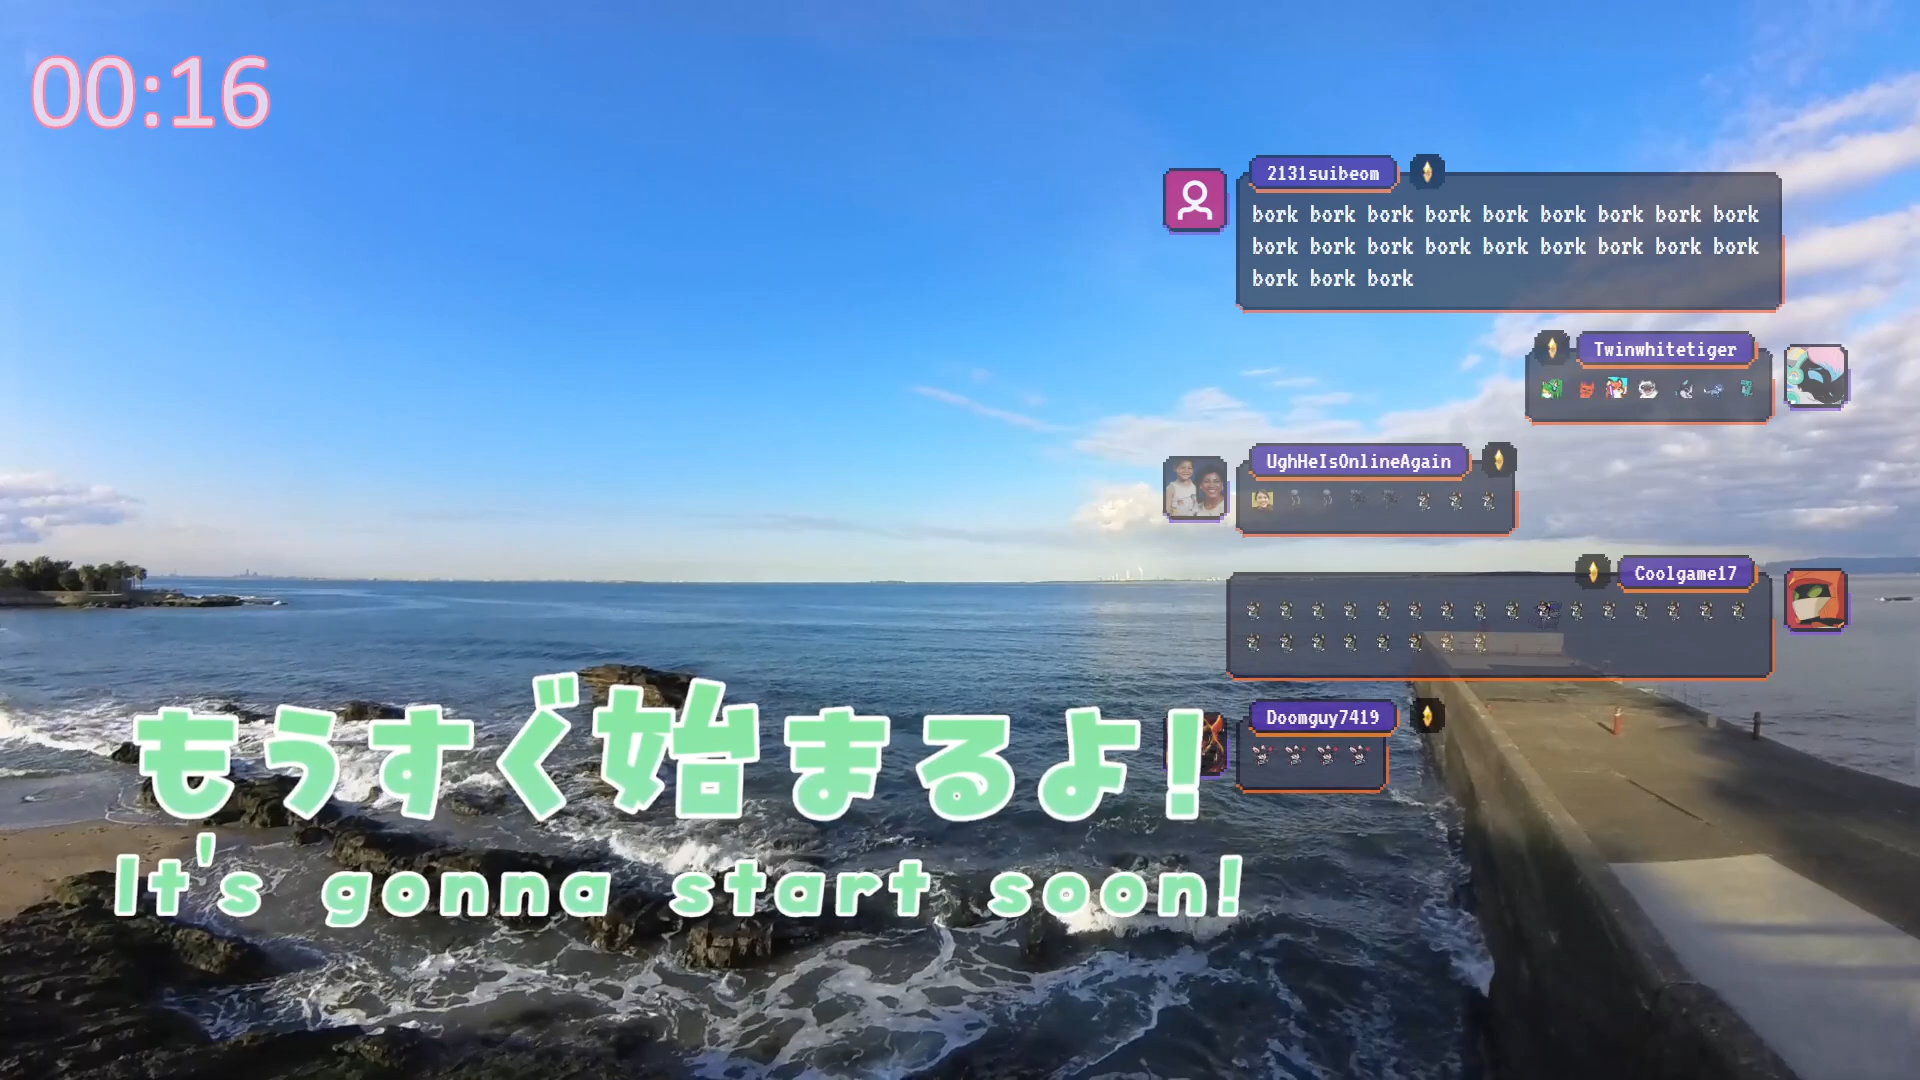 00:16
2131suibeom
bork bork bork bork bork bork bork bork bork
bork bork bork bork bork bork bork bork bork
bork bork bork
Twinwhitetiger
UghHeIsOnlineAgain
Coolgame17
Doomguy7419
もうすぐ始まるよ!
It's gonna start soon!